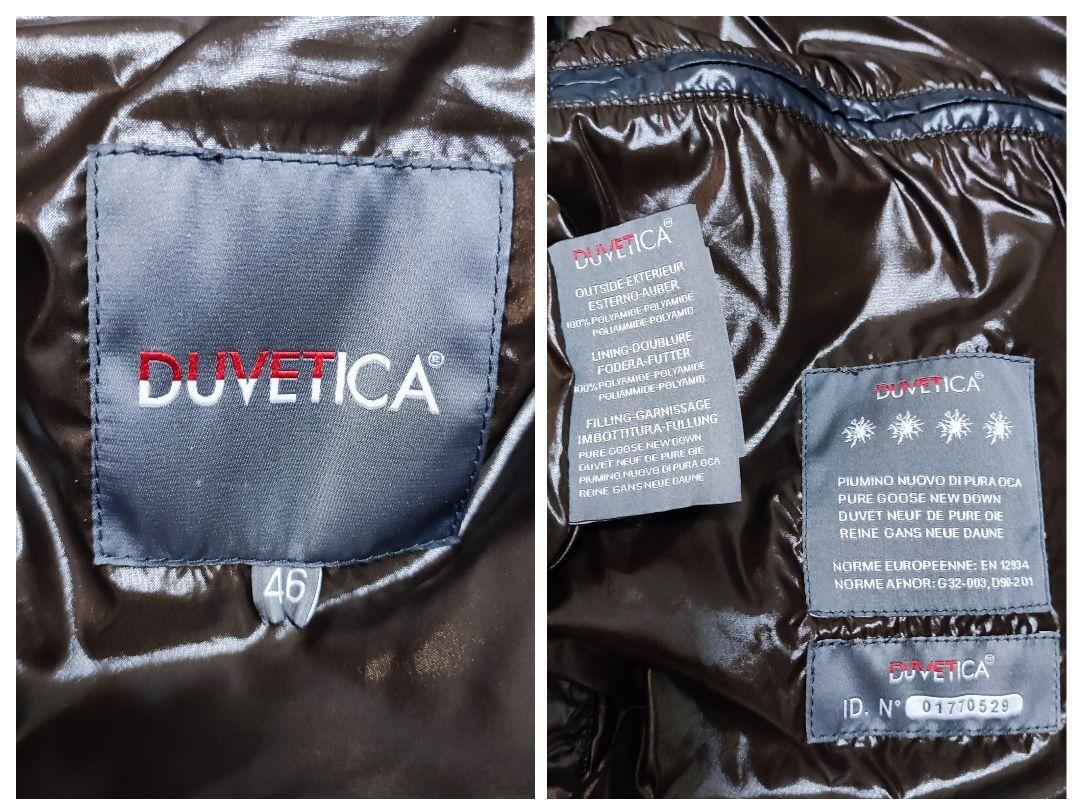 DUVETICA®
46
DUVETICA®
OUTSIDE-EXTERIEUR
ESTERNO-AUBER
100% POLYAMIDE-POLYAMIDE
POLIAMMIDE-POLYAMID
LINING-DOUBLURE
FODERA-FUTTER
100% POLYAMIDE-POLYAMIDE
POLIAMMIDE-POLYAMID
FILLING-GARNISSAGE
IMBOTTITURA-FULLUNG
PURE GOOSE NEW DOWN
DUVET NEUF DE PURE OIE
PIUMINO NUOVO DI PURA OCA
REINE GANS NEUE DAUNE
DUVETICA®
PIUMINO NUOVO DI PURA OCA
PURE GOOSE NEW DOWN
DUVET NEUF DE PURE OIE
REINE GANS NEUE DAUNE
NORME EUROPEENNE: EN 12934
NORME AFNOR: G32-003, D90-201
DUVETICA®
ID. N° 01770529